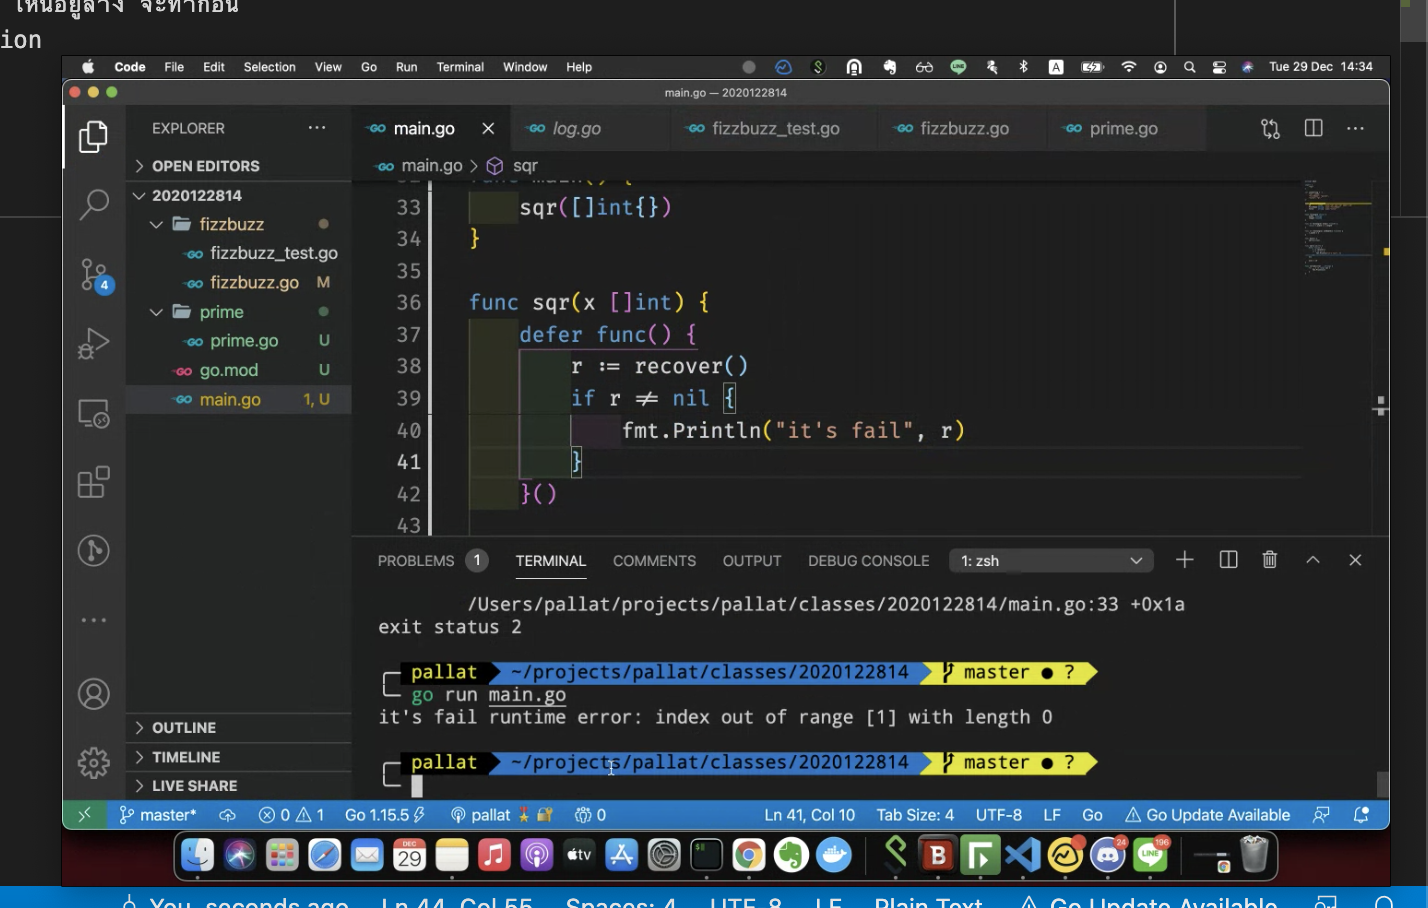 เห็นอยู่ล่าง จะทำก่อน
ion
Code File Edit Selection View Go Run Terminal Window Help
Tue 29 Dec 14:34
main.go — 2020122814
EXPLORER
main.go
log.go
fizzbuzz_test.go
fizzbuzz.go
prime.go
OPEN EDITORS
2020122814
fizzbuzz
fizzbuzz_test.go
fizzbuzz.go M
prime
prime.go U
go.mod U
main.go 1, U
OUTLINE
TIMELINE
LIVE SHARE
4
main.go > sqr
33 sqr([]int{})
34 }
35
36 func sqr(x []int) {
37 defer func() {
38 r := recover()
39 if r ≠ nil {
40 fmt.Println("it's fail", r)
41 }
42 }()
43
PROBLEMS 1 TERMINAL COMMENTS OUTPUT DEBUG CONSOLE 1: zsh
/Users/pallat/projects/pallat/classes/2020122814/main.go:33 +0x1a
exit status 2
pallat ~/projects/pallat/classes/2020122814 master ● ?
go run main.go
it's fail runtime error: index out of range [1] with length 0
pallat ~/projects/pallat/classes/2020122814 master ● ?
master* 0 1 Go 1.15.5 pallat 0 Ln 41, Col 10 Tab Size: 4 UTF-8 LF Go Go Update Available
DEC
29
tv
24
196
You, seconds ago Ln 44, Col 55 Spaces: 4 UTF-8 LF Plain Text Go Update Available